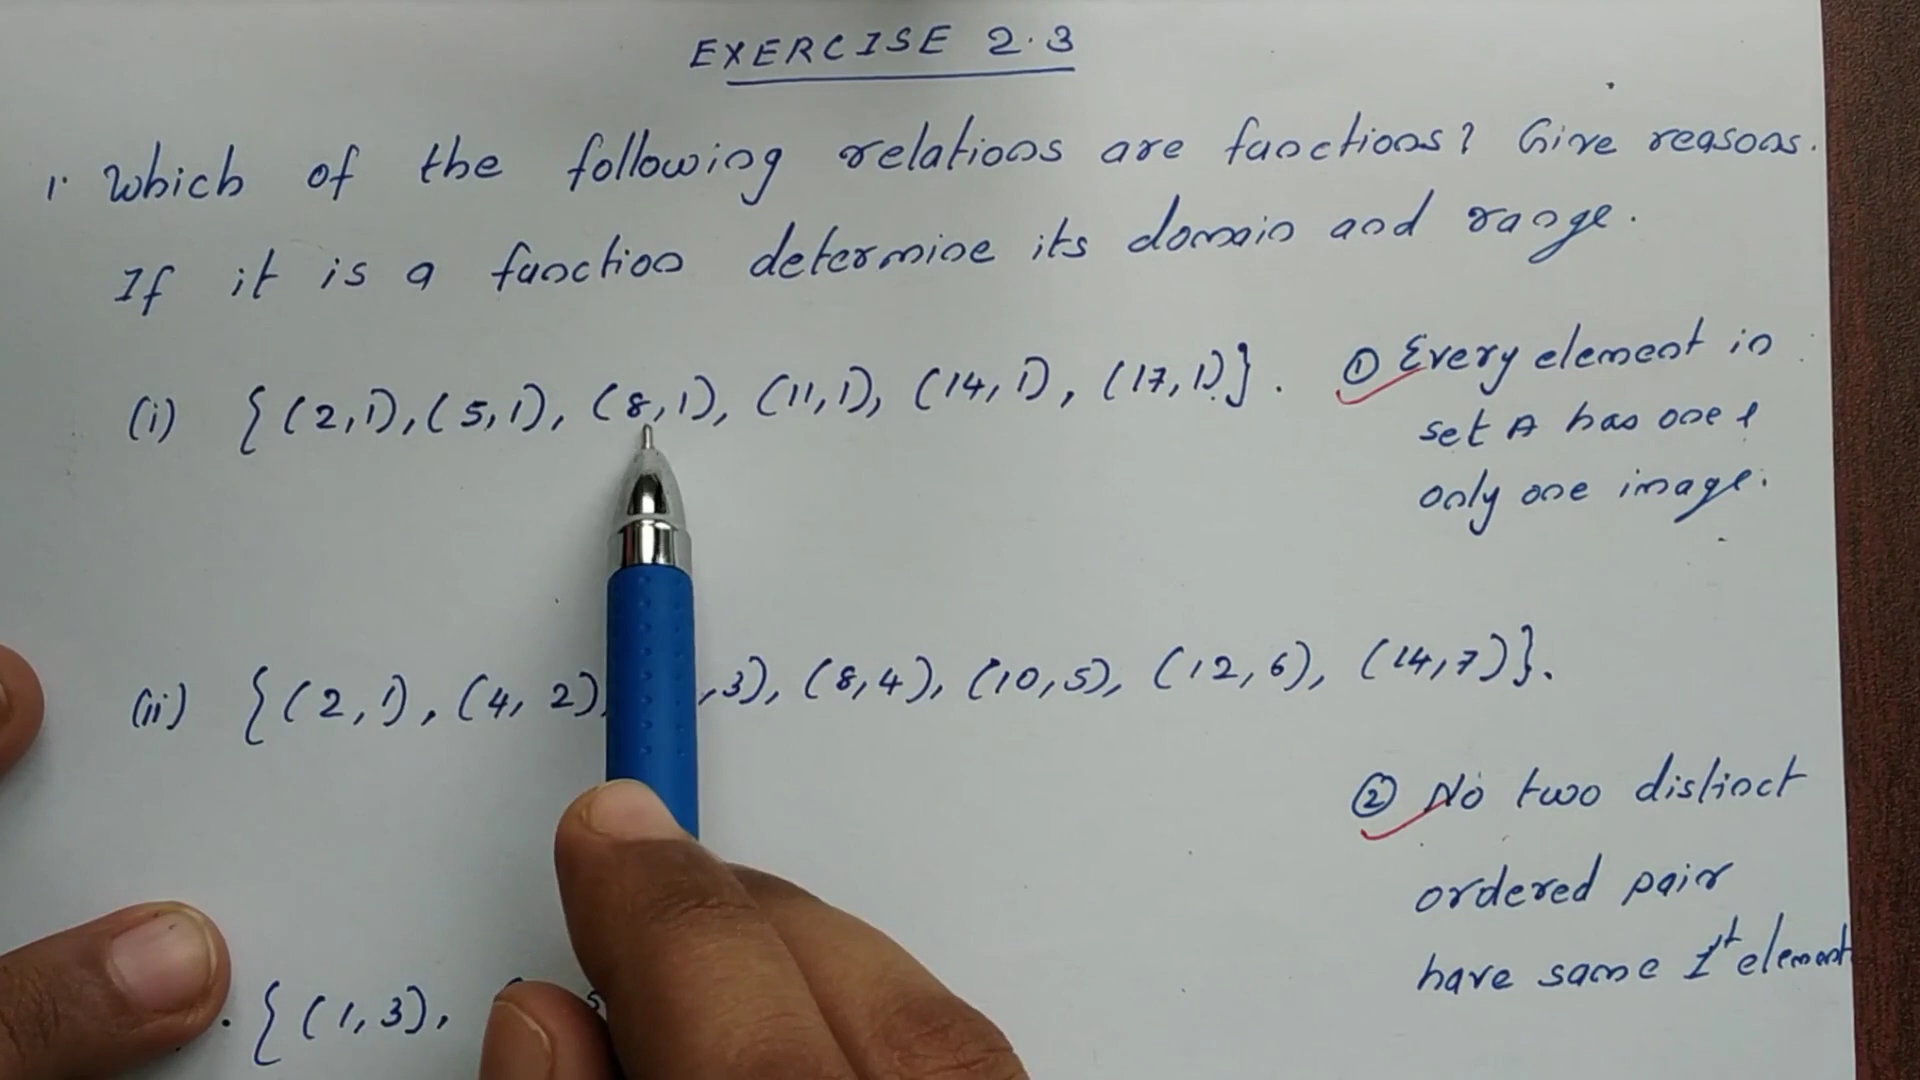 EXERCISE 2.3
1. Which of the following relations are functions? Give reasons.
If it is a function determine its domain and range.
(i) {(2,1),(5,1), (8,1), (11,1), (14,1), (17,1)}.
① Every element in
set A has one &
only one image.
(ii) {(2,1), (4,2) ,3), (8,4), (10,5), (12,6), (14,7)}.
② No two distinct
ordered pair
have same 1st element
. {(1,3),